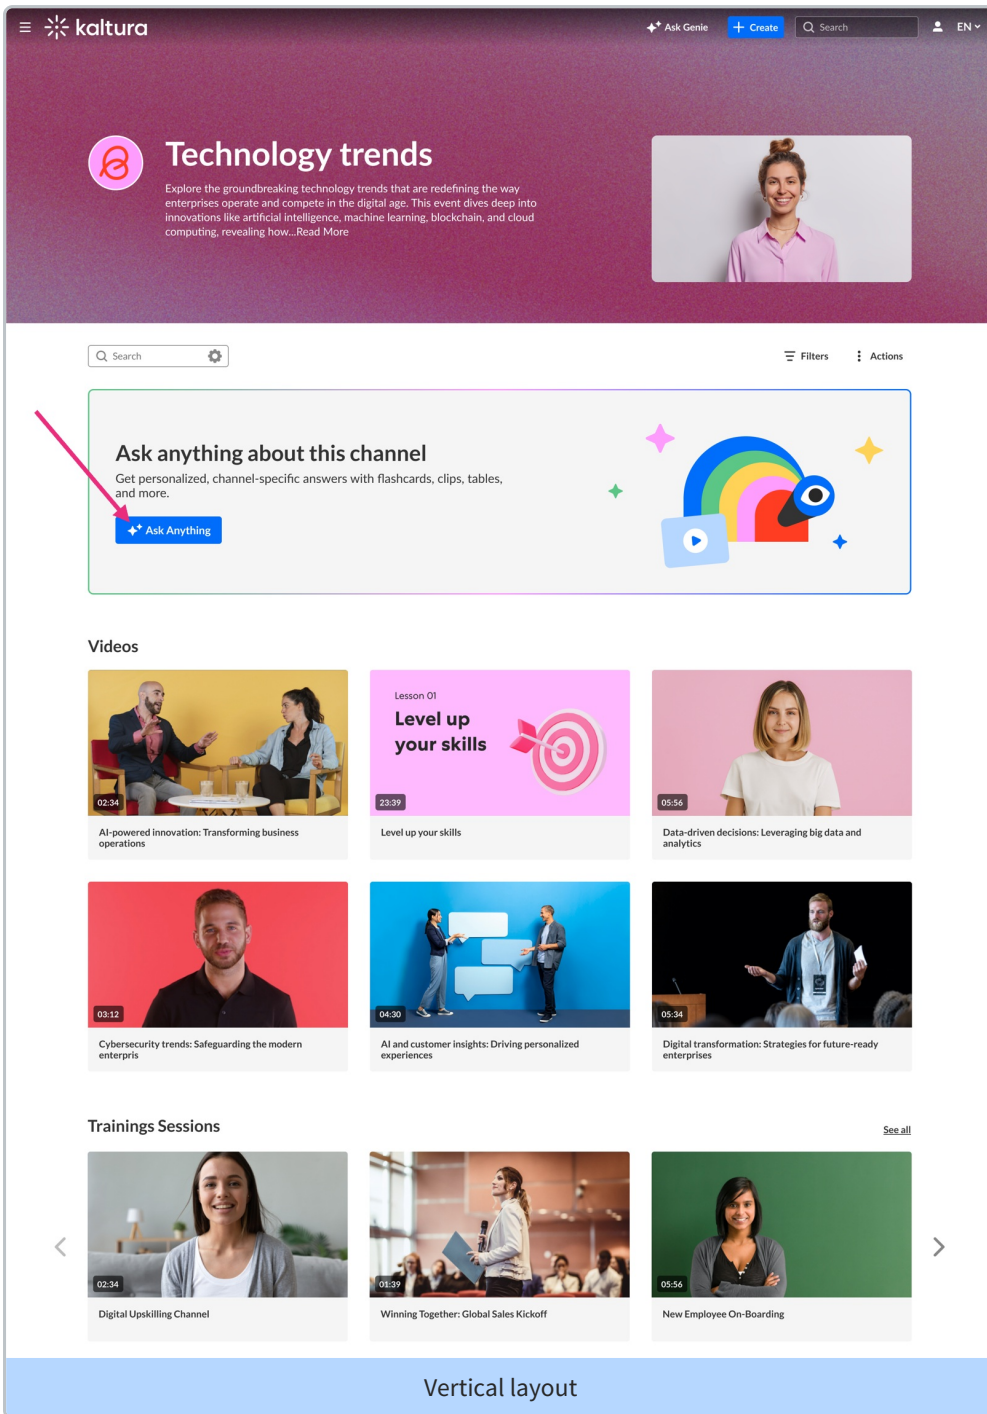 kaltura
Ask Genie
+ Create
Search
EN
Technology trends
Explore the groundbreaking technology trends that are redefining the way
enterprises operate and compete in the digital age. This event dives deep into
innovations like artificial intelligence, machine learning, blockchain, and cloud
computing, revealing how...Read More
Search
Filters
Actions
Ask anything about this channel
Get personalized, channel-specific answers with flashcards, clips, tables,
and more.
Ask Anything
Videos
Lesson 01
Level up
your skills
02:34
23:39
05:56
AI-powered innovation: Transforming business
operations
Level up your skills
Data-driven decisions: Leveraging big data and
analytics
03:12
04:30
05:34
Cybersecurity trends: Safeguarding the modern
enterpris
AI and customer insights: Driving personalized
experiences
Digital transformation: Strategies for future-ready
enterprises
Trainings Sessions
See all
02:34
01:39
05:56
Digital Upskilling Channel
Winning Together: Global Sales Kickoff
New Employee On-Boarding
Vertical layout